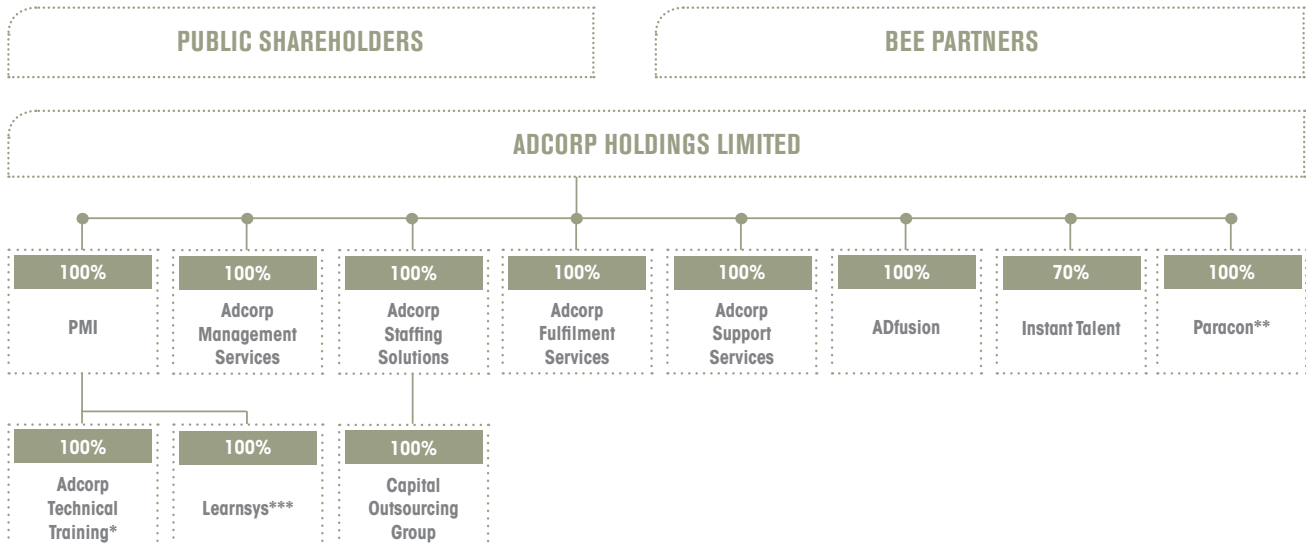 PUBLIC SHAREHOLDERS
BEE PARTNERS
ADCORP HOLDINGS LIMITED
100%
PMI
100%
Adcorp
Management
Services
100%
Adcorp
Staffing
Solutions
100%
Adcorp
Fulfilment
Services
100%
Adcorp
Support
Services
100%
ADfusion
70%
Instant Talent
100%
Paracon**
100%
Adcorp
Technical
Training*
100%
Learnsys***
100%
Capital
Outsourcing
Group